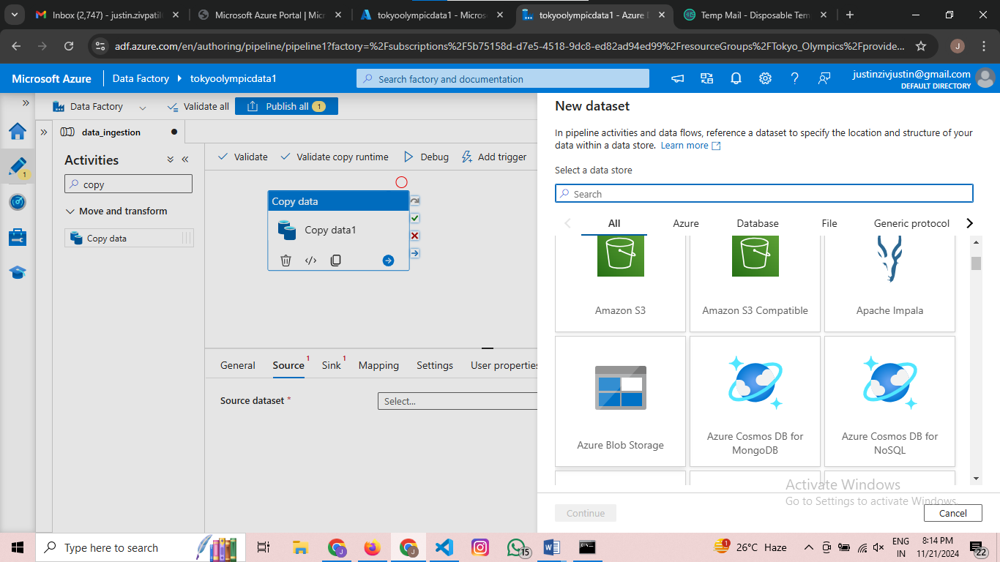 Inbox (2,747) - justin.zivpatil
Microsoft Azure Portal | Micr
tokyoolympicdata1 - Micros
tokyoolympicdata1 - Azure D
Temp Mail - Disposable Tem
adf.azure.com/en/authoring/pipeline/pipeline1?factory=%2Fsubscriptions%2F5b75158d-d7e5-4518-9dc8-ed82ad94ed99%2FresourceGroups%2FTokyo_Olympics%2Fprovide...
J
Microsoft Azure
Data Factory
tokyoolympicdata1
Search factory and documentation
justinzivjustin@gmail.com
DEFAULT DIRECTORY
Data Factory
Validate all
Publish all 1
data_ingestion
1
Activities
copy
Move and transform
Copy data
Validate
Validate copy runtime
Debug
Add trigger
Copy data
Copy data1
General
Source 1
Sink 1
Mapping
Settings
User properties
Source dataset *
Select...
New dataset
In pipeline activities and data flows, reference a dataset to specify the location and structure of your
data within a data store. Learn more
Select a data store
Search
All
Azure
Database
File
Generic protocol
Amazon S3
Amazon S3 Compatible
Apache Impala
Azure Blob Storage
Azure Cosmos DB for
MongoDB
Azure Cosmos DB for
NoSQL
Activate Windows
Go to Settings to activate Windows.
Continue
Cancel
Type here to search
J
J
15
1
26°C Haze
ENG
IN
8:14 PM
11/21/2024
22